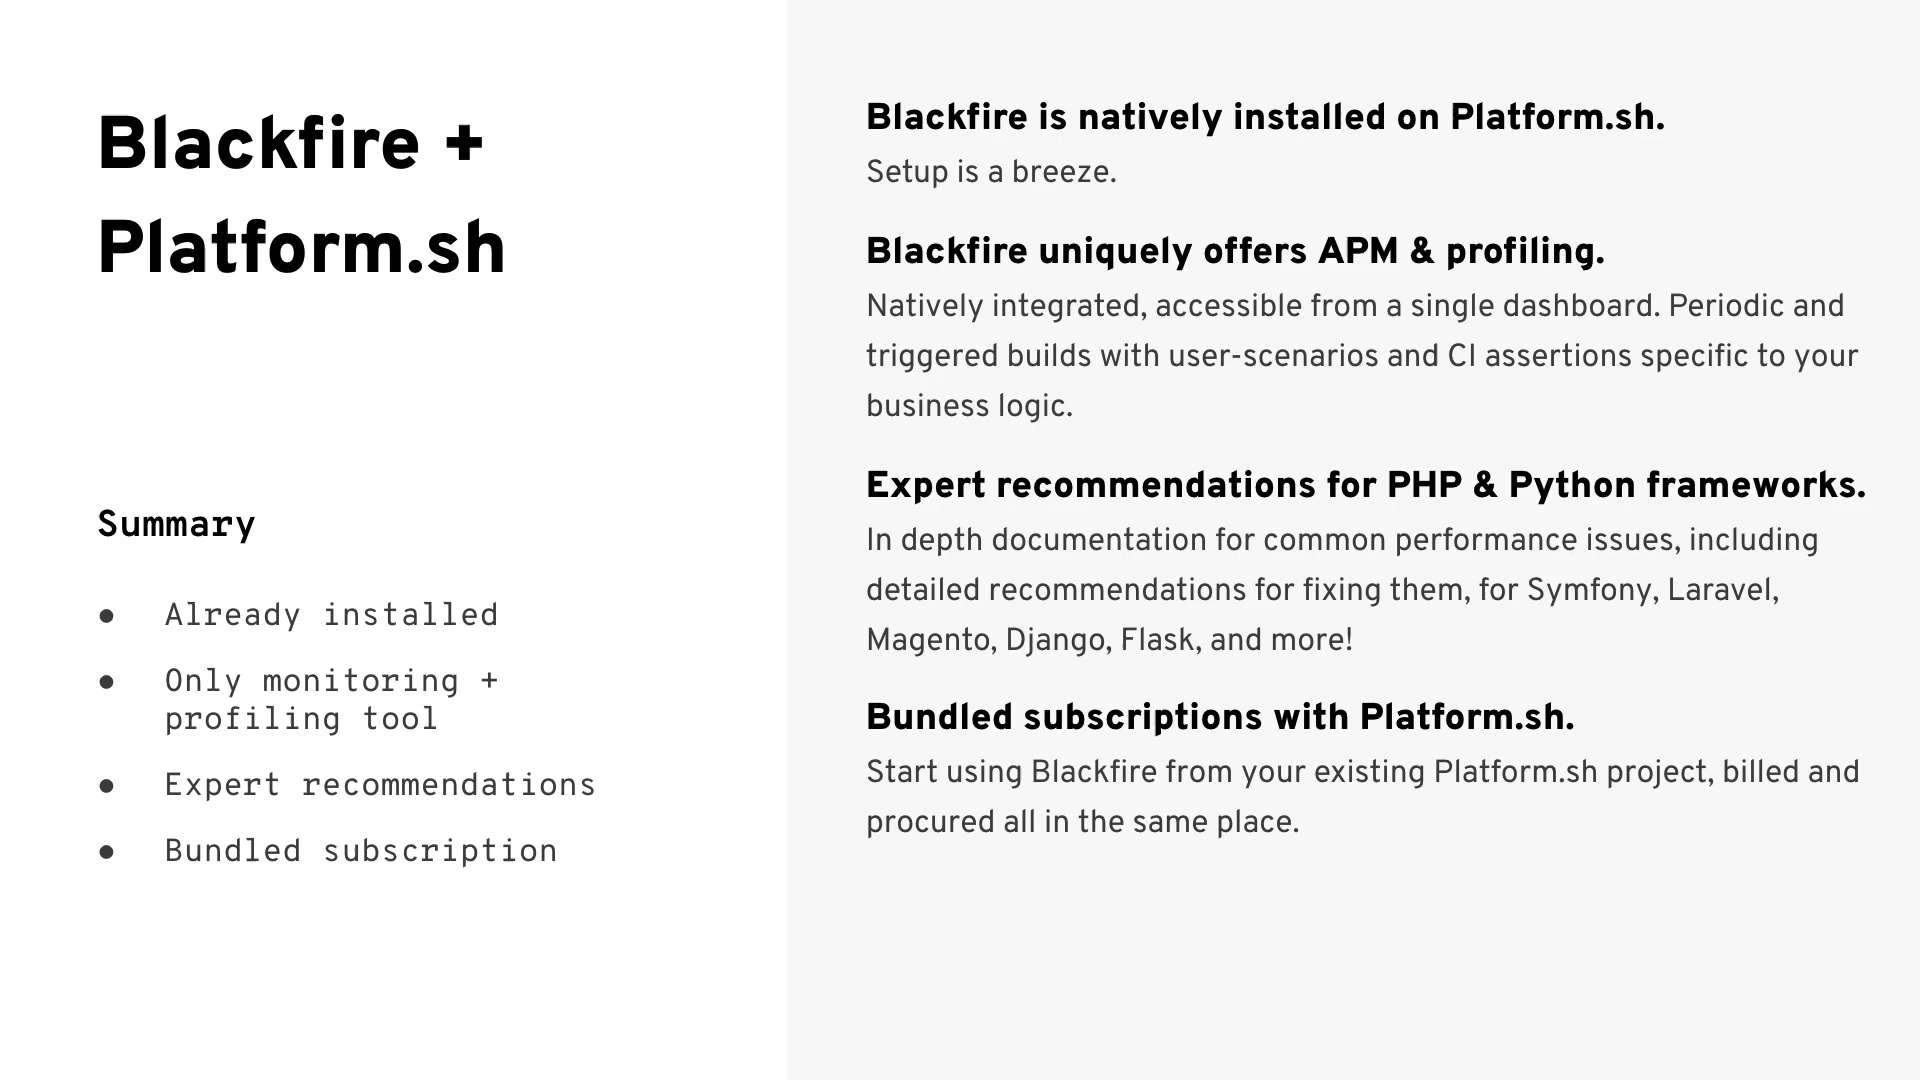 Blackfire +
Platform.sh
Summary
● Already installed
● Only monitoring +
profiling tool
● Expert recommendations
● Bundled subscription
Blackfire is natively installed on Platform.sh.
Setup is a breeze.
Blackfire uniquely offers APM & profiling.
Natively integrated, accessible from a single dashboard. Periodic and
triggered builds with user-scenarios and CI assertions specific to your
business logic.
Expert recommendations for PHP & Python frameworks.
In depth documentation for common performance issues, including
detailed recommendations for fixing them, for Symfony, Laravel,
Magento, Django, Flask, and more!
Bundled subscriptions with Platform.sh.
Start using Blackfire from your existing Platform.sh project, billed and
procured all in the same place.